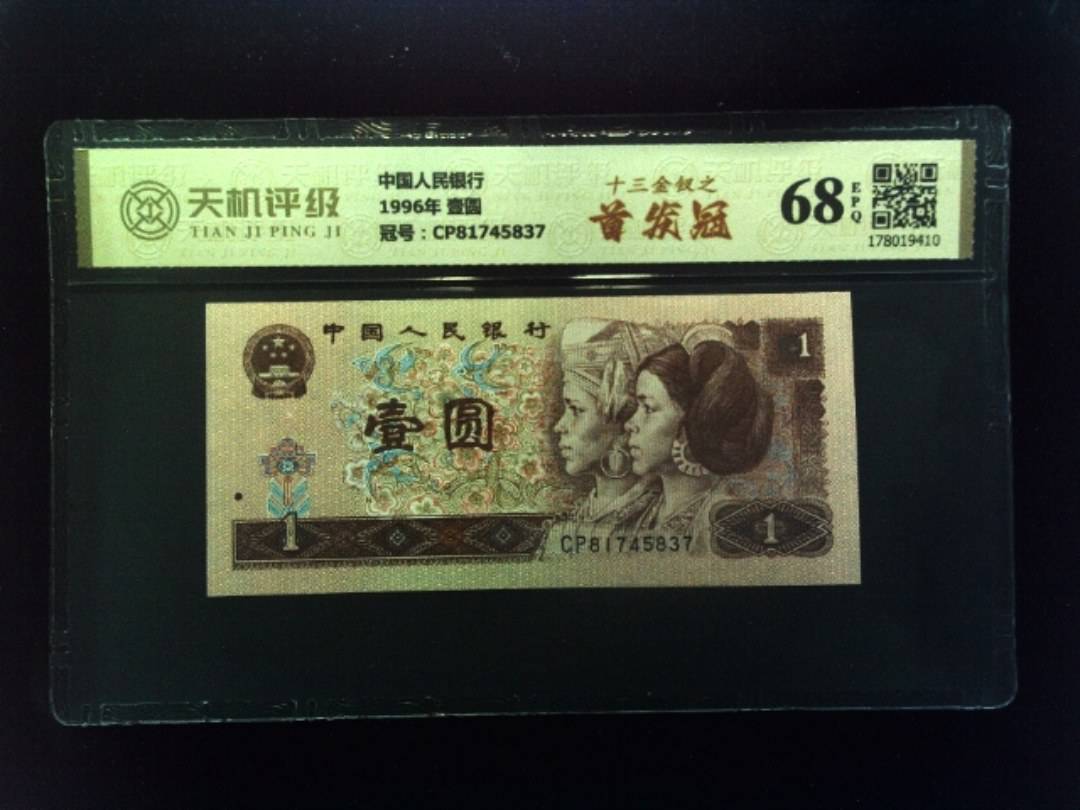 天机评级
TIAN JI PING JI
中国人民银行
1996年 壹圆
冠号：CP81745837
十三金钗之
首发冠
68
EPQ
178019410
中国人民银行
1
壹圆
1
CP81745837
1